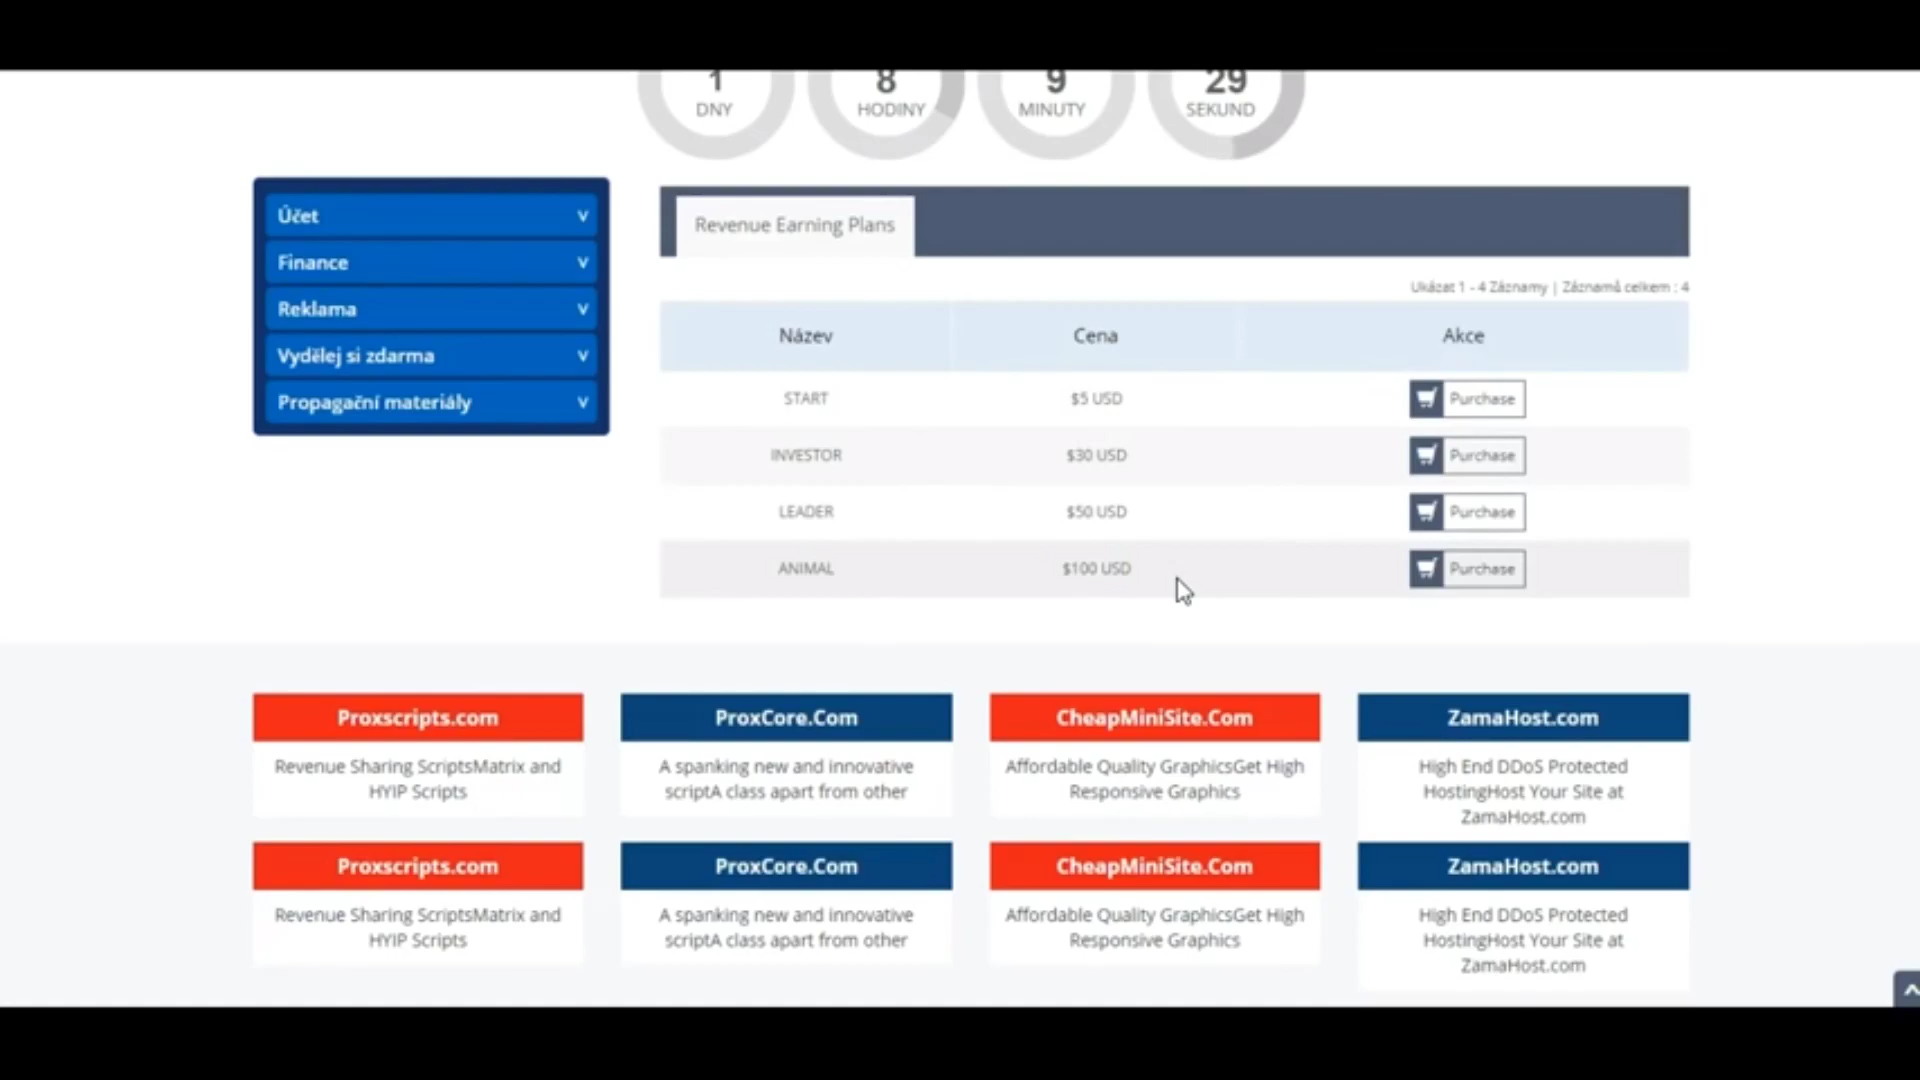 1 8 9 29
DNY HODINY MINUTY SEKUND
Účet V
Finance V
Reklama V
Vydělej si zdarma V
Propagační materiály V
Revenue Earning Plans
Ukázat 1 - 4 Záznamy | Záznamů celkem : 4
Název Cena Akce
START $5 USD Purchase
INVESTOR $30 USD Purchase
LEADER $50 USD Purchase
ANIMAL $100 USD Purchase
Proxscripts.com
Revenue Sharing ScriptsMatrix and
HYIP Scripts
ProxCore.Com
A spanking new and innovative
scriptA class apart from other
CheapMiniSite.Com
Affordable Quality GraphicsGet High
Responsive Graphics
ZamaHost.com
High End DDoS Protected
HostingHost Your Site at
ZamaHost.com
Proxscripts.com
Revenue Sharing ScriptsMatrix and
HYIP Scripts
ProxCore.Com
A spanking new and innovative
scriptA class apart from other
CheapMiniSite.Com
Affordable Quality GraphicsGet High
Responsive Graphics
ZamaHost.com
High End DDoS Protected
HostingHost Your Site at
ZamaHost.com